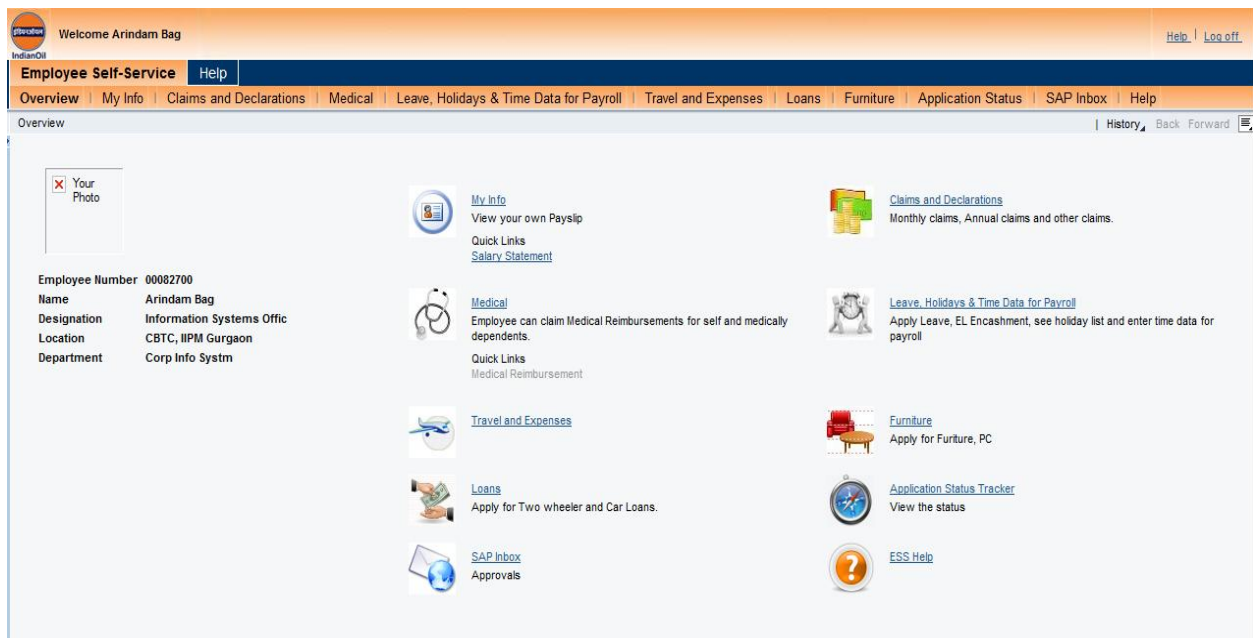 इंडियनऑयल
IndianOil
Welcome Arindam Bag
Help | Log off
Employee Self-Service Help
Overview | My Info | Claims and Declarations | Medical | Leave, Holidays & Time Data for Payroll | Travel and Expenses | Loans | Furniture | Application Status | SAP Inbox | Help
Overview
| History Back Forward
Your
Photo
Employee Number 00082700
Name Arindam Bag
Designation Information Systems Offic
Location CBTC, IIPM Gurgaon
Department Corp Info Systm
My Info
View your own Payslip
Quick Links
Salary Statement
Claims and Declarations
Monthly claims, Annual claims and other claims.
Medical
Employee can claim Medical Reimbursements for self and medically
dependents.
Quick Links
Medical Reimbursement
Leave, Holidays & Time Data for Payroll
Apply Leave, EL Encashment, see holiday list and enter time data for
payroll
Travel and Expenses
Furniture
Apply for Furiture, PC
Loans
Apply for Two wheeler and Car Loans.
Application Status Tracker
View the status
SAP Inbox
Approvals
ESS Help